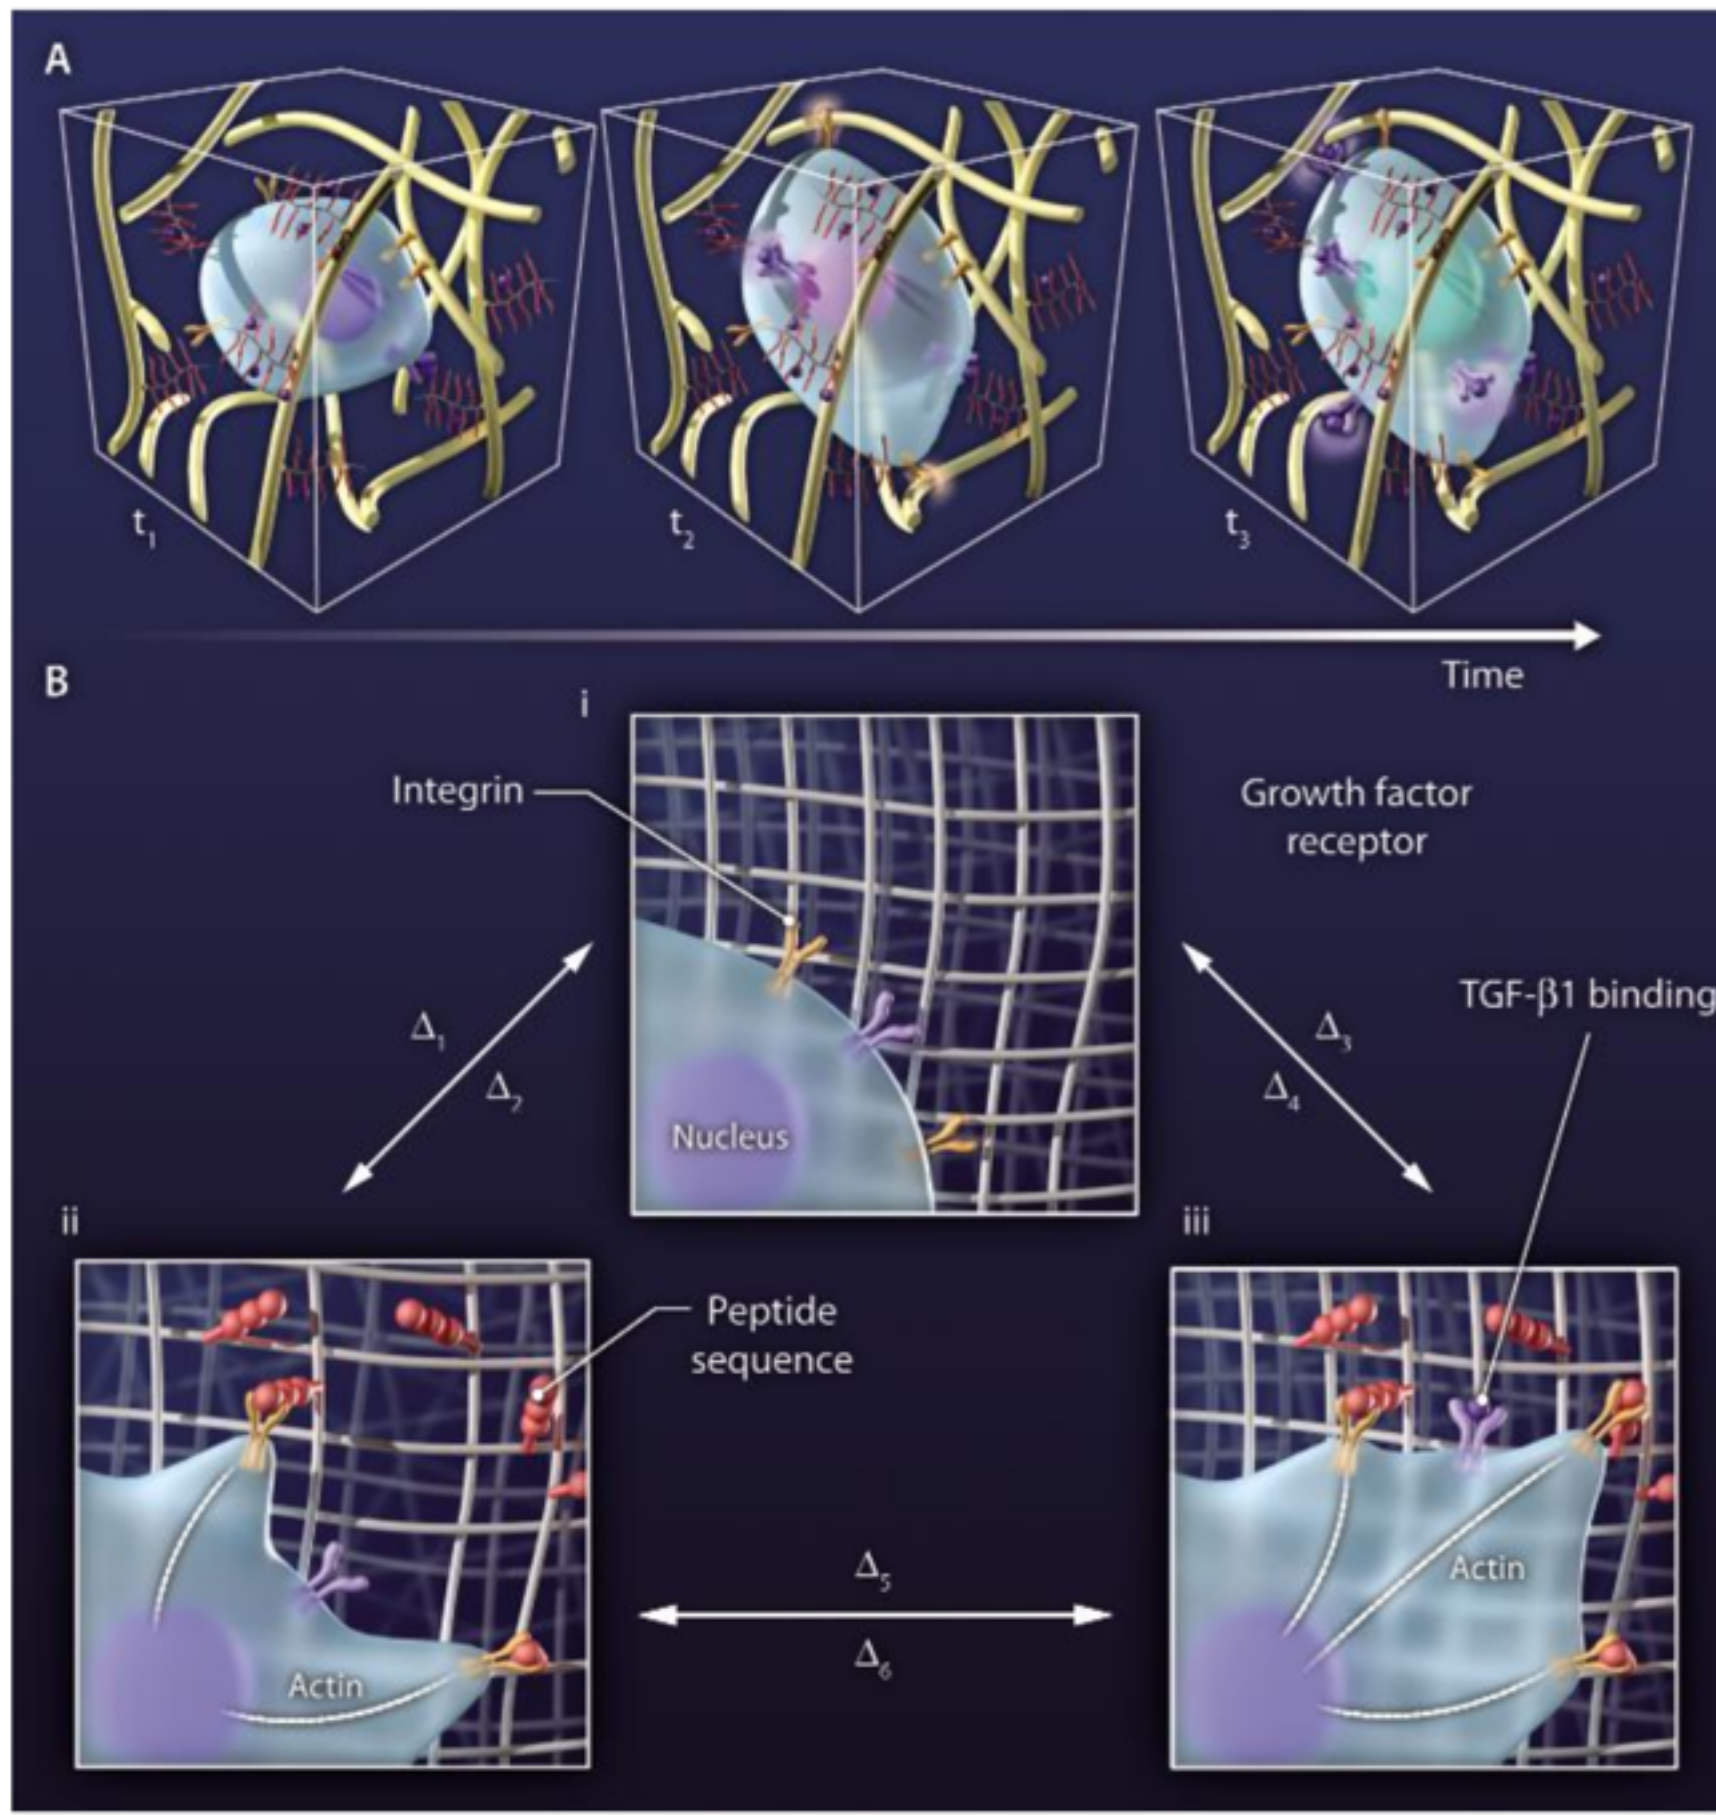 A
t1
t2
t3
Time
B
i
Integrin
Growth factor
receptor
TGF-β1 binding
Δ1
Δ2
Δ3
Δ4
Nucleus
ii
iii
Peptide
sequence
Actin
Actin
Δ5
Δ6